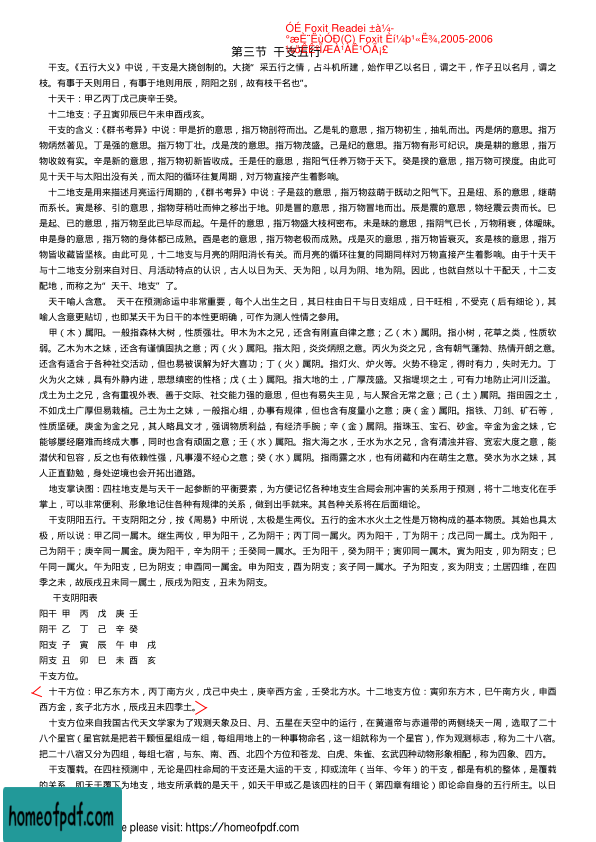 第三节 干支五行
干支。《五行大义》中说，干支是大挠创制的。大挠“ 采五行之情，占斗机所建，始作甲乙以名日，谓之干，作子丑以名月，谓之
枝。有事于天则用日，有事于地则用辰，阴阳之别，故有枝干名也”。
十天干：甲乙丙丁戊己庚辛壬癸。
十二地支：子丑寅卯辰巳午未申酉戌亥。
干支的含义：《群书考异》中说：甲是折的意思，指万物剖符而出。乙是轧的意思，指万物初生，抽轧而出。丙是炳的意思。指万
物炳然著见。丁是强的意思。指万物丁壮。戊是茂的意思。指万物茂盛。己是纪的意思。指万物有形可纪识。庚是耕的意思，指万
物收敛有实。辛是新的意思，指万物初新皆收成。壬是任的意思，指阳气任养万物于天下。癸是揆的意思，指万物可揆度。由此可
见十天干与太阳出没有关，而太阳的循环往复周期，对万物直接产生着影响。
十二地支是用来描述月亮运行周期的，《群书考异》中说：子是兹的意思，指万物兹萌于既动之阳气下。丑是纽、系的意思，继萌
而系长。寅是移、引的意思，指物芽稍吐而伸之移出于地。卯是冒的意思，指万物冒地而出。辰是震的意思，物经震云贵而长。巳
是起、已的意思，指万物至此已毕尽而起。午是仵的意思，指万物盛大枝柯密布。未是昧的意思，指阴气已长，万物稍衰，体暧昧。
申是身的意思，指万物的身体都己成熟。酉是老的意思，指万物老极而成熟。戌是灭的意思，指万物皆衰灭。亥是核的意思，指万
物皆收藏皆坚核。由此可见，十二地支与月亮的阴阳消长有关。而月亮的循环往复的同期同样对万物直接产生着影响。由于十天干
与十二地支分别来自对日、月活动特点的认识，古人以日为天、天为阳，以月为阴、地为阴。因此，也就自然以十干配天，十二支
配地，而称之为“ 天干、地支” 了。
天干喻人含意。 天干在预测命运中非常重要，每个人出生之日，其日柱由日干与日支组成，日干旺相，不受克（后有细论），其
喻人含意更贴切，也即某天干为日干的本性更明确，可作为测人性情之参用。
甲（木）属阳。一般指森林大树，性质强壮。甲木为木之兄，还含有刚直自律之意；乙（木）属阴。指小树，花草之类，性质软
弱。乙木为木之妹，还含有谨慎固执之意；丙（火）属阳。指太阳，炎炎炳照之意。丙火为炎之兄，含有朝气蓬勃、热情开朗之意。
还含有适合于各种社交活动，但也易被误解为好大喜功；丁（火）属阴。指灯火、炉火等。火势不稳定，得时有力，失时无力。丁
火为火之妹，具有外静内进，思想缜密的性格；戊（土）属阳。指大地的土，广厚茂盛。又指堤坝之土，可有力地防止河川泛滥。
戊土为土之兄，含有重视外表、善于交际、社交能力强的意思，但也有易失主见，与人聚合无常之意；己（土）属阴。指田园之土，
不如戊土广厚但易栽植。己土为土之妹，一般指心细，办事有规律，但也含有度量小之意；庚（金）属阳。指铁、刀剑、矿石等，
性质坚硬。庚金为金之兄，其人略具文才，强调物质利益，有经济手腕；辛（金）属阴。指珠玉、宝石、砂金。辛金为金之妹，它
能够屡经磨难而终成大事，同时也含有顽固之意；壬（水）属阳。指大海之水，壬水为水之兄，含有清浊并容、宽宏大度之意，能
潜伏和包容，反之也有依赖性强，凡事漫不经心之意；癸（水）属阴。指雨露之水，也有闭藏和内在萌生之意。癸水为水之妹，其
人正直勤勉，身处逆境也会开拓出道路。
地支掌诀图：四柱地支是与天干一起参断的平衡要素，为方便记忆各种地支生合局会刑冲害的关系用于预测，将十二地支化在手
掌上，可以非常便利、形象地记住各种有规律的关系，做到出手就来。其各种关系将在后面细论。
干支阴阳五行。干支阴阳之分，按《周易》中所说，太极是生两仪。五行的金木水火土之性是万物构成的基本物质。其始也具太
极，所以说：甲乙同一属木。继生两仪，甲为阳干，乙为阴干；丙丁同一属火。丙为阳干，丁为阴干；戊己同一属土。戊为阳干，
己为阴干；庚辛同一属金。庚为阳干，辛为阴干；壬癸同一属水。壬为阳干，癸为阴干；寅卯同一属木。寅为阳支，卯为阴支；巳
午同一属火。午为阳支，巳为阴支；申酉同一属金。申为阳支，酉为阴支；亥子同一属水。子为阳支，亥为阴支；土居四维，在四
季之末，故辰戌丑未同一属土，辰戌为阳支，丑未为阴支。
干支阴阳表
阳干 甲 丙 戊 庚 壬
阴干 乙 丁 己 辛 癸
阳支 子 寅 辰 午 申 戌
阴支 丑 卯 巳 未 酉 亥
干支方位。
十干方位：甲乙东方木，丙丁南方火，戊己中央土，庚辛西方金，壬癸北方水。十二地支方位：寅卯东方木，巳午南方火，申酉
西方金，亥子北方水，辰戌丑未四季土。
十支方位来自我国古代天文学家为了观测天象及日、月、五星在天空中的运行，在黄道带与赤道带的两侧绕天一周，选取了二十
八个星官（星官就是把若干颗恒星组成一组，每组用地上的一种事物命名，这一组就称为一个星官），作为观测标志，称为二十八宿。
把二十八宿又分为四组，每组七宿，与东、南、西、北四个方位和苍龙、白虎、朱雀、玄武四种动物形象相配，称为四象、四方。
干支覆载。在四柱预测中，无论是四柱命局的干支还是大运的干支，抑或流年（当年、今年）的干支，都是有机的整体，是覆载
的关系。即天干覆下为地支，地支所承载的是天干，如天干甲或乙是该四柱的日干（第四章有细论）即论命自身的五行所主。以日
homeofpdf.com
e please visit: https://homeofpdf.com